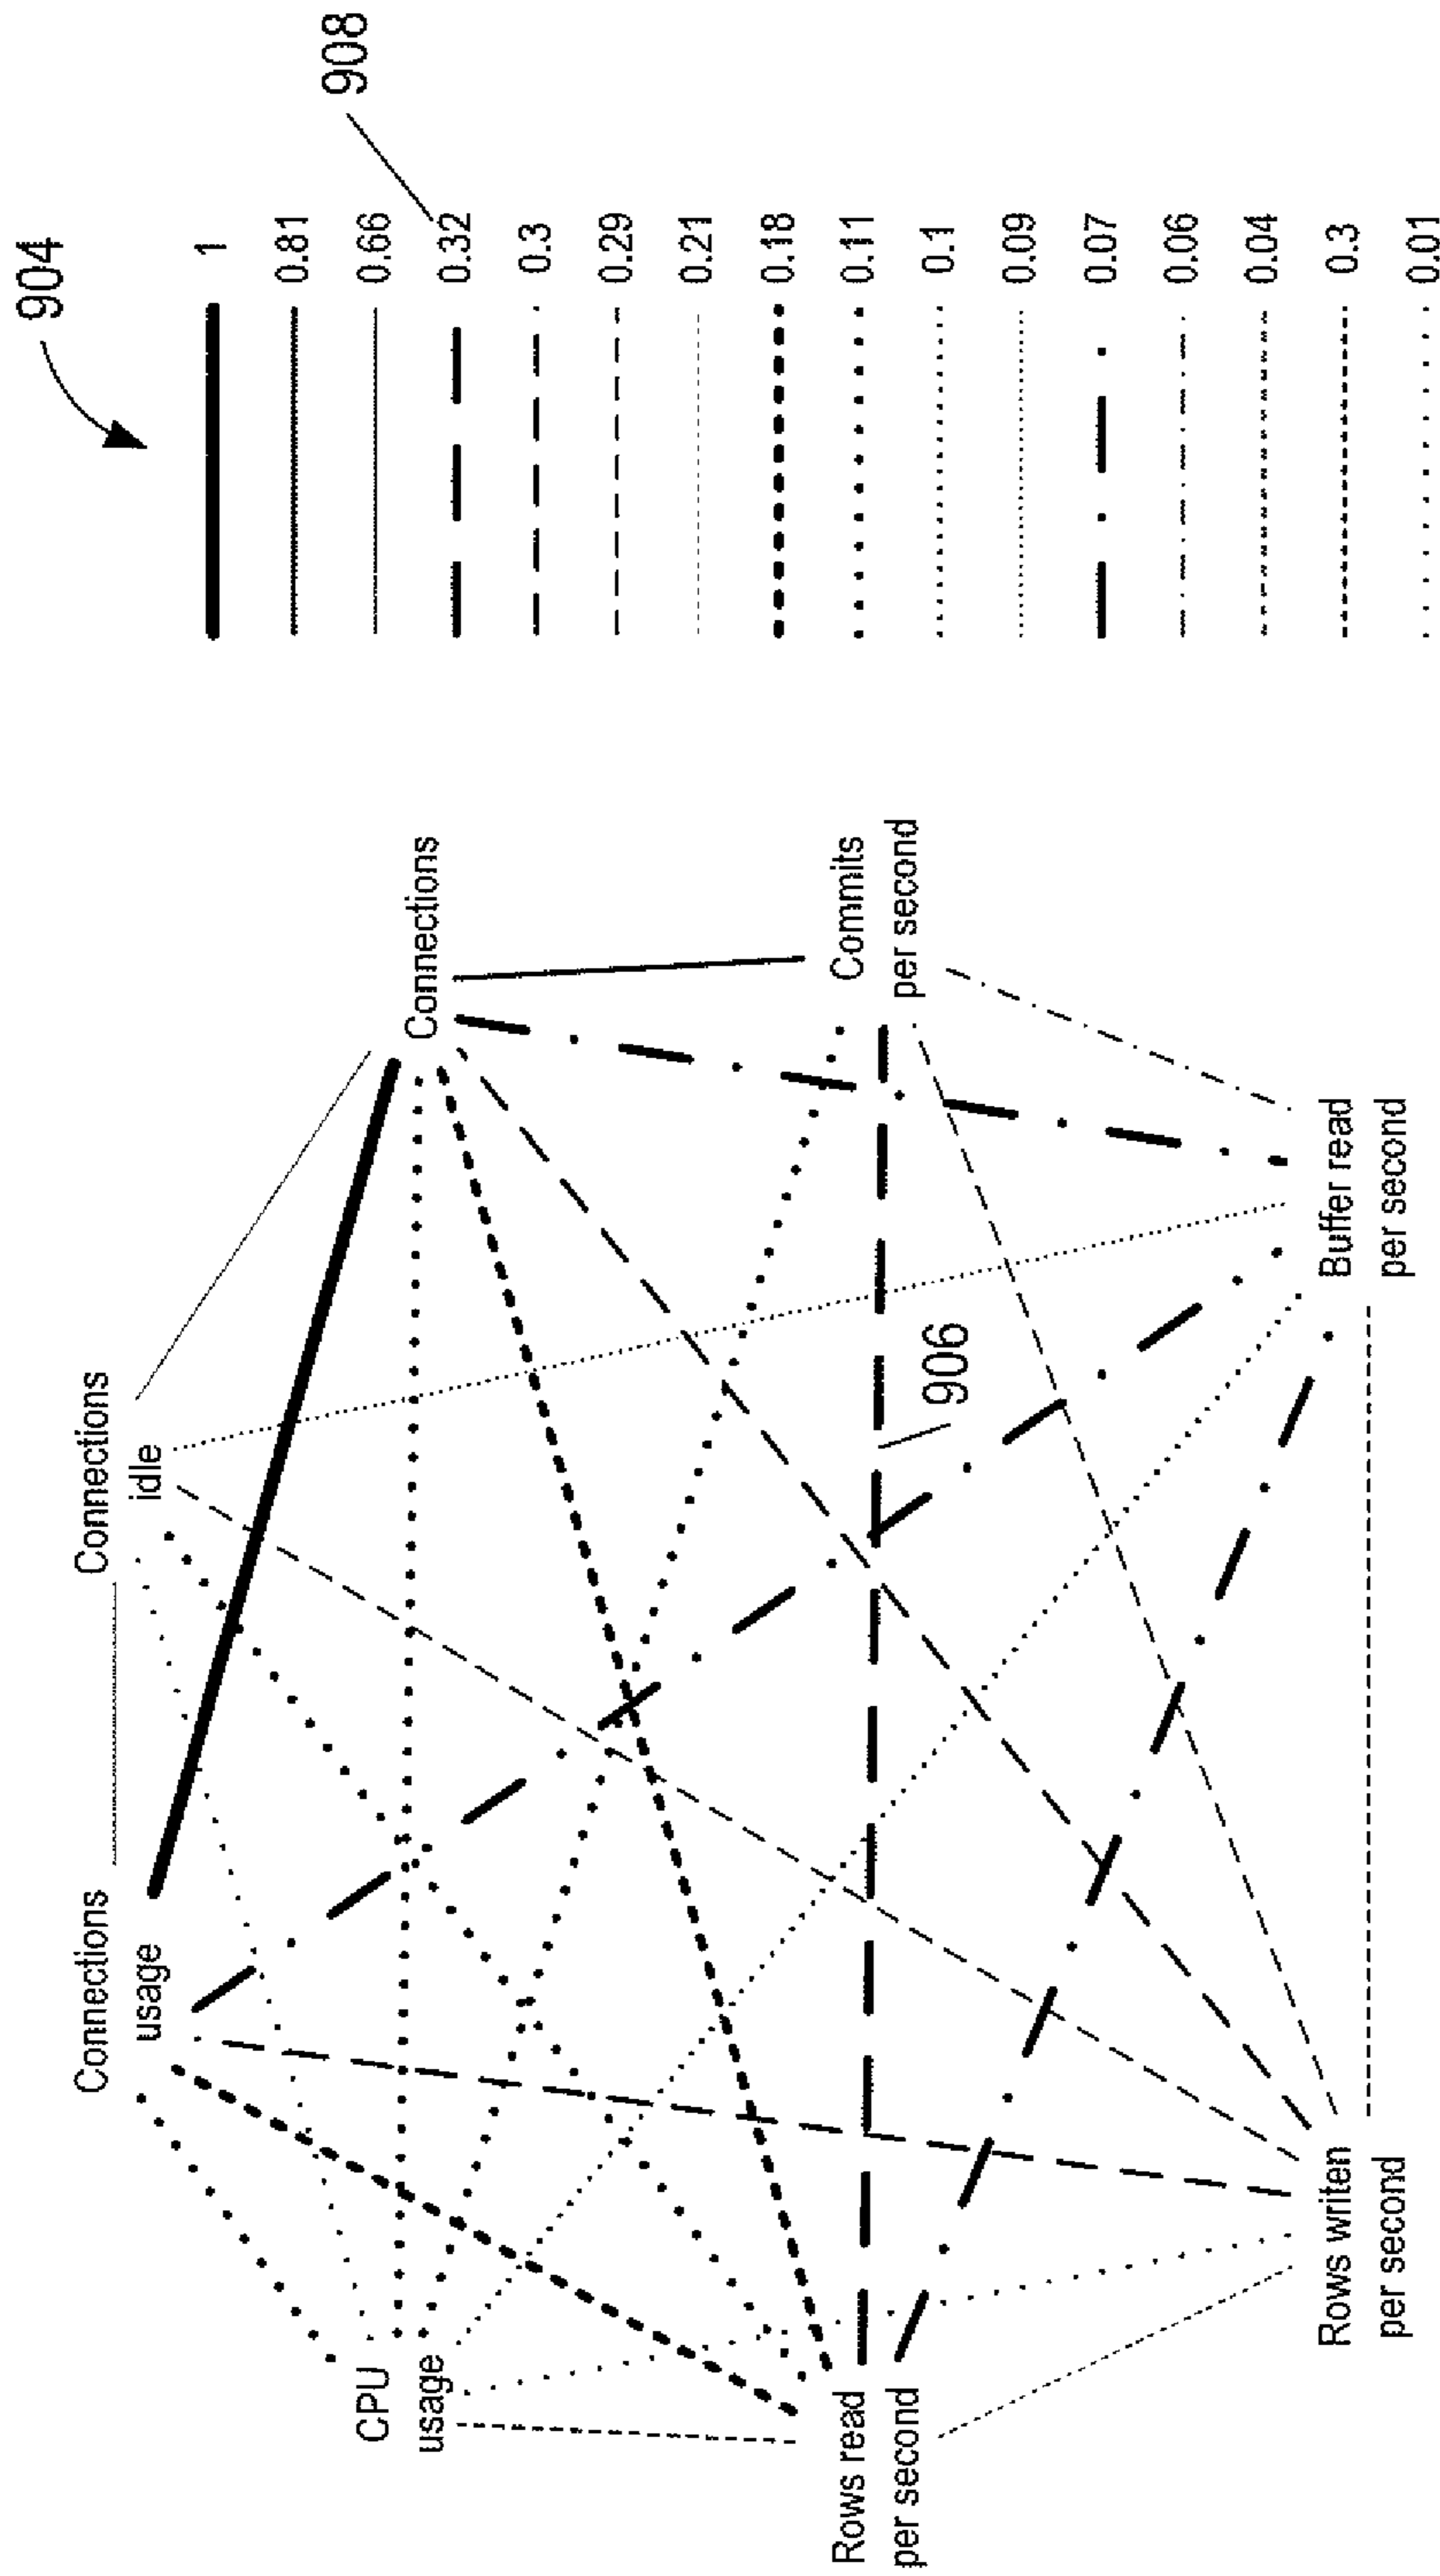 904
908
1
0.81
0.66
0.32
0.3
0.29
0.21
0.18
0.11
0.1
0.09
0.07
0.06
0.04
0.3
0.01
Connections
usage
Connections
idle
CPU
usage
Connections
Rows read
per second
Commits
per second
906
Rows writen
per second
Buffer read
per second